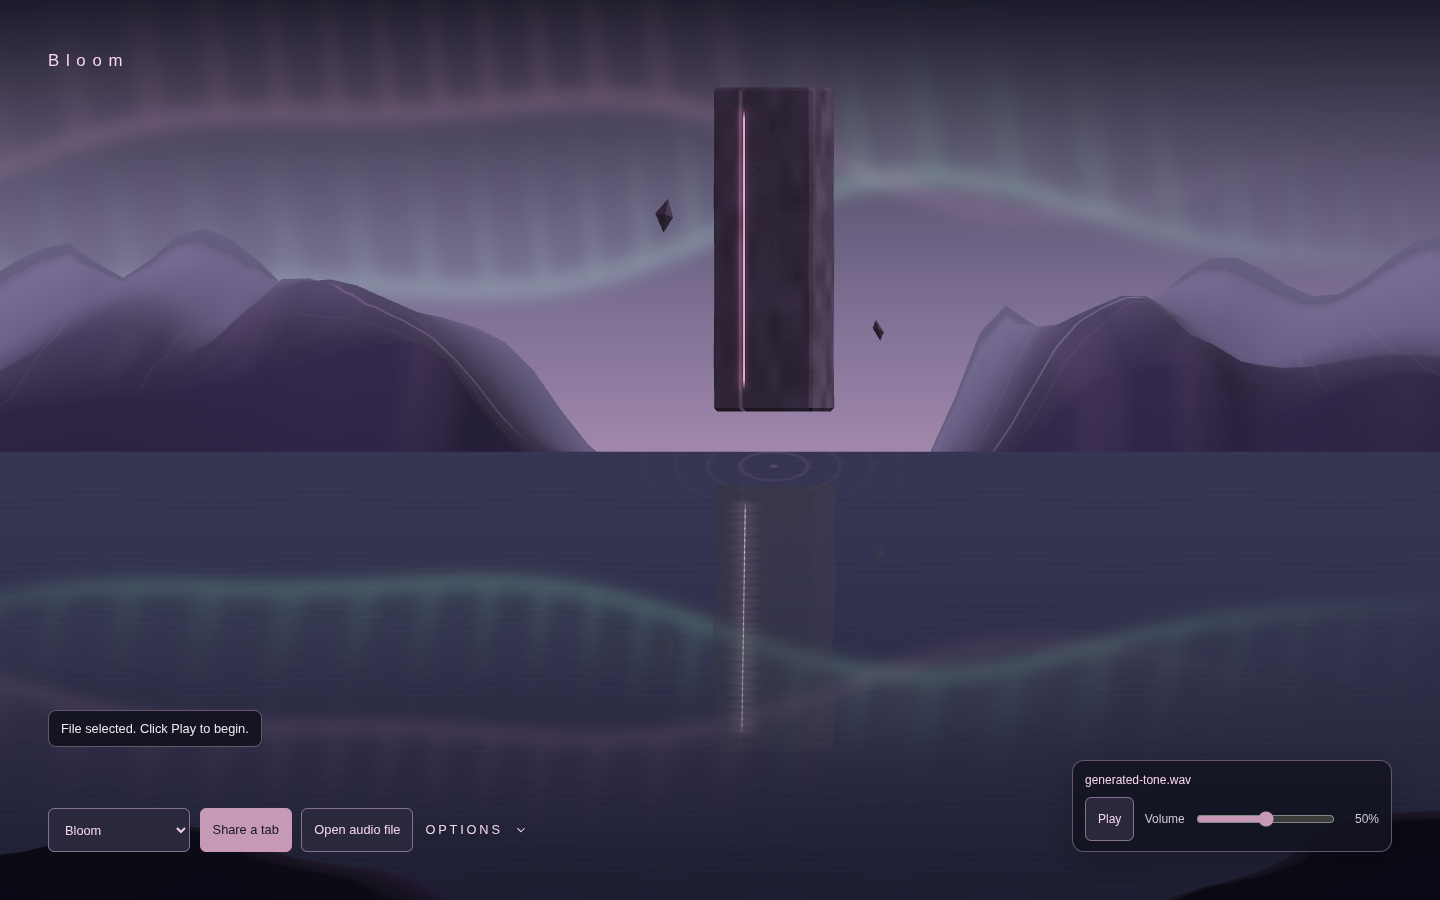 Bloom
File selected. Click Play to begin.
generated-tone.wav
Play Volume 50%
Bloom Share a tab Open audio file OPTIONS